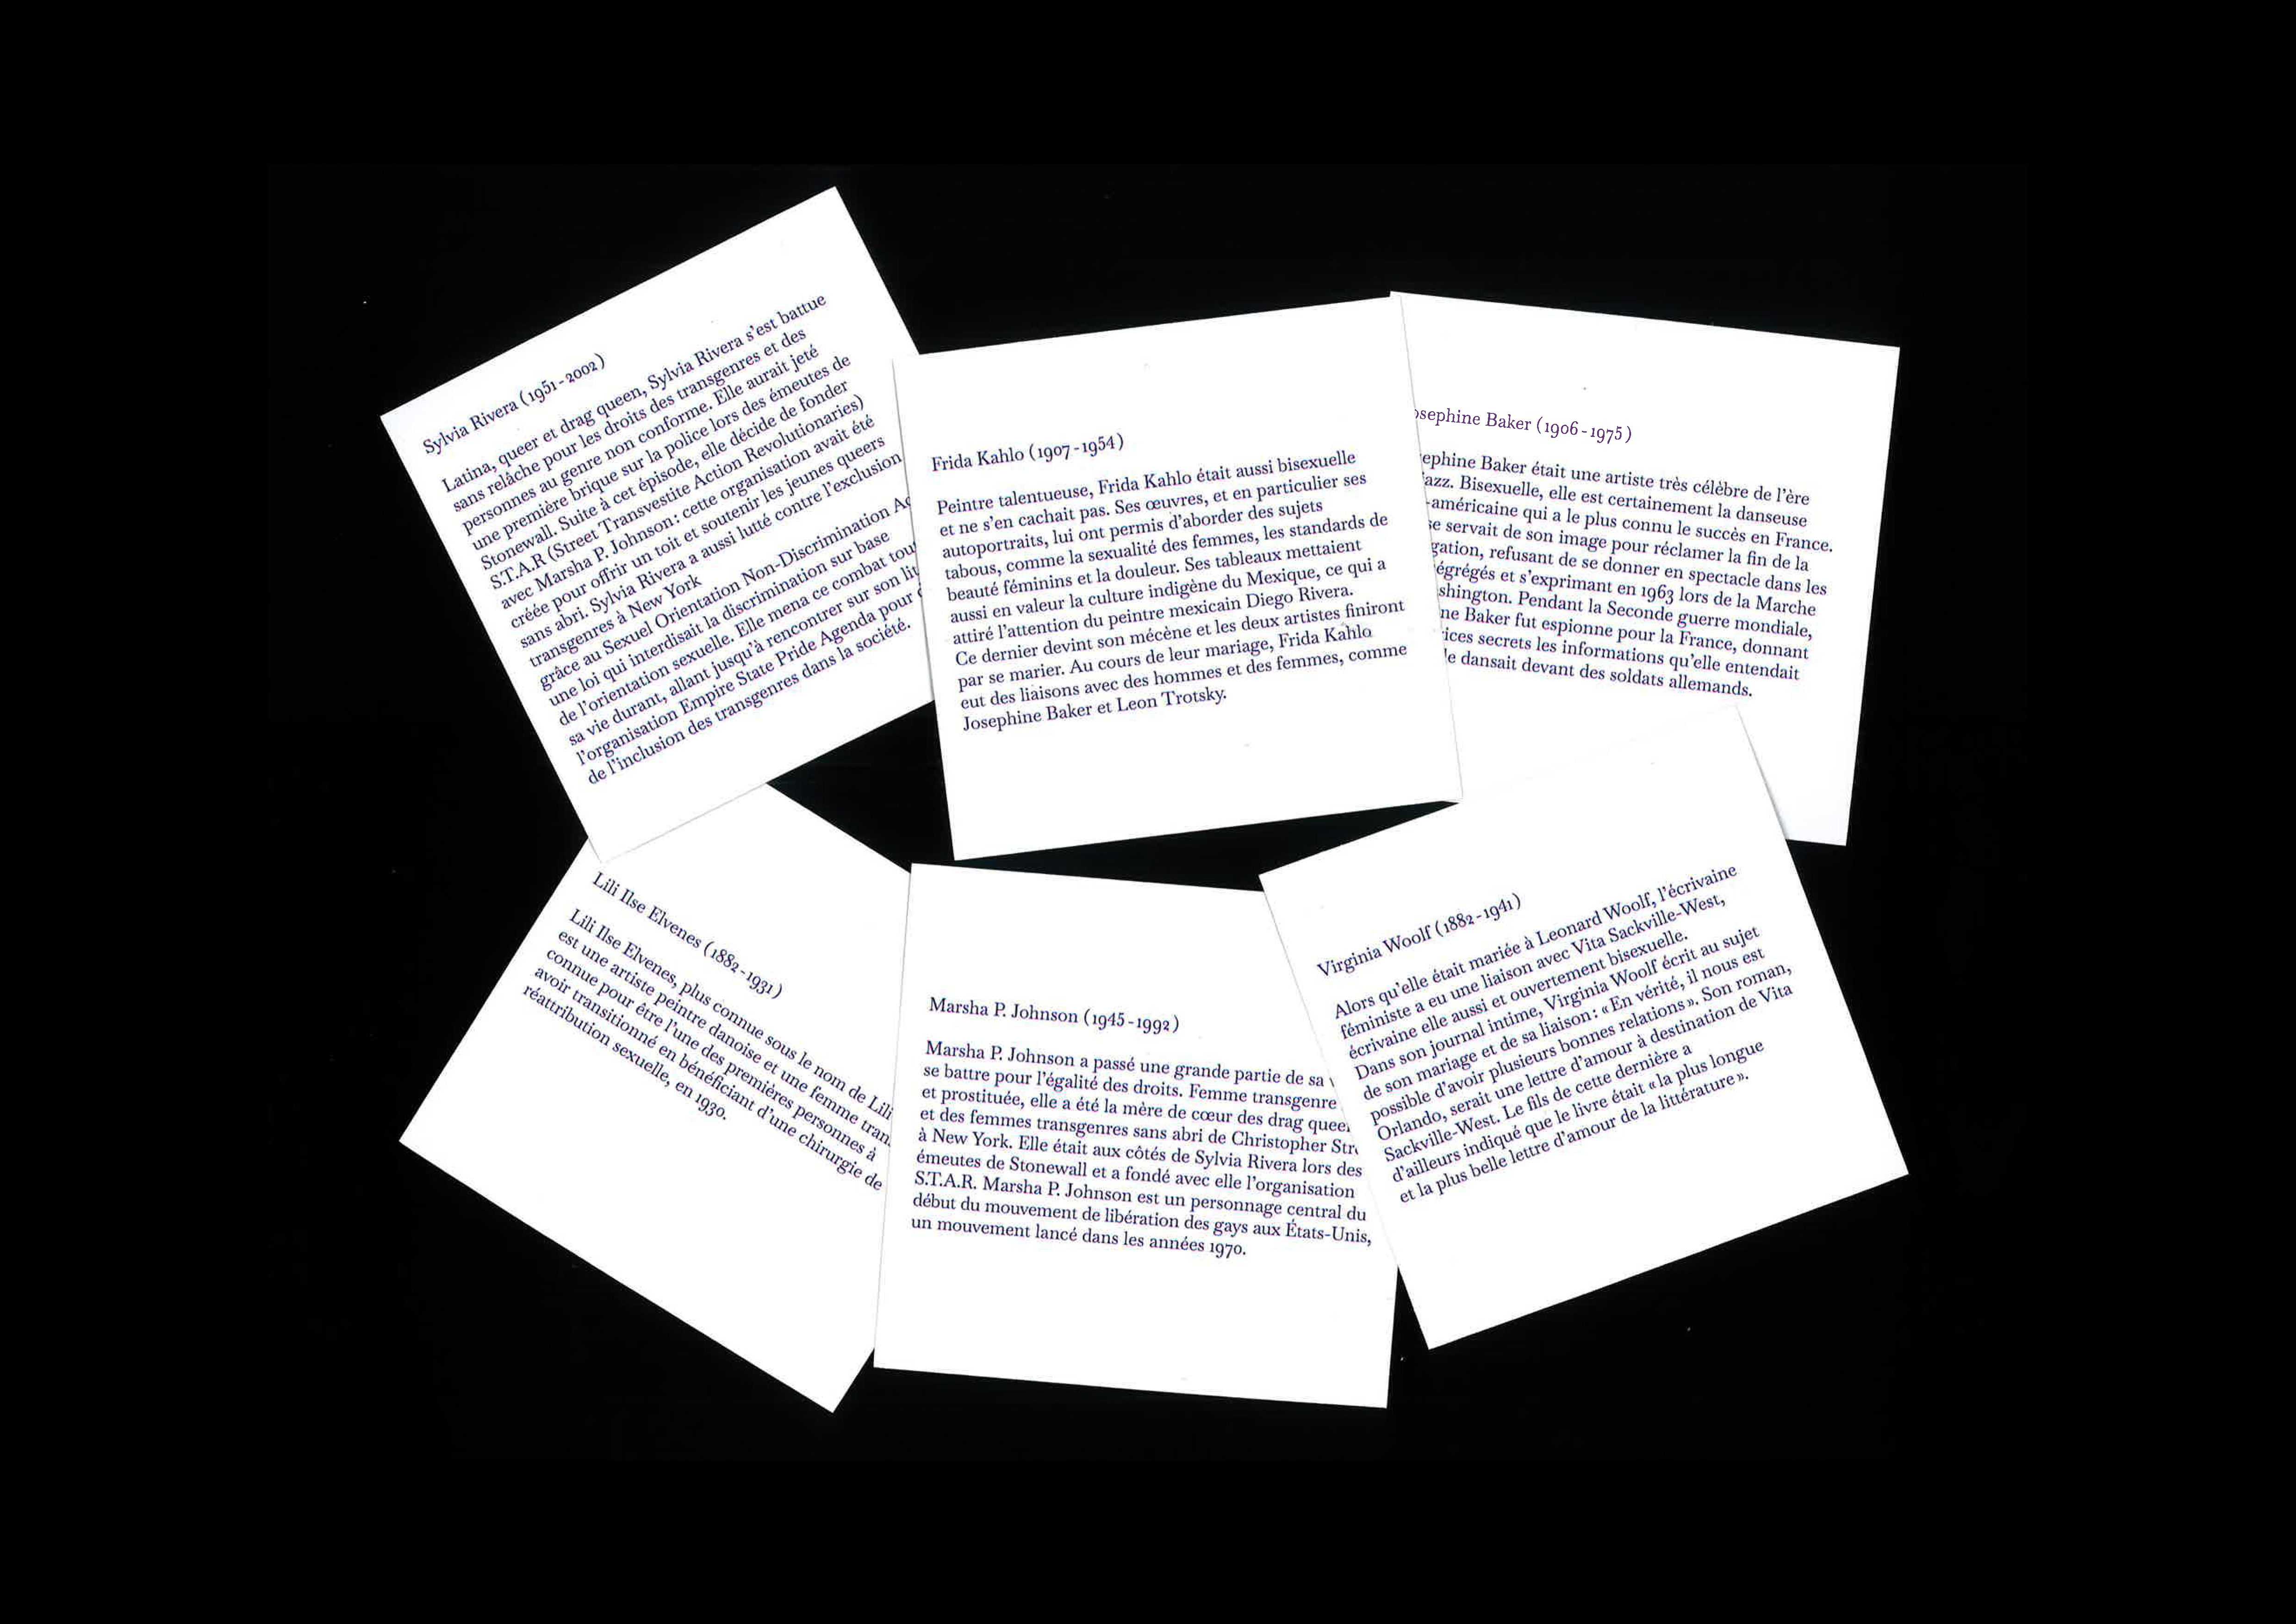 Sylvia Rivera (1951-2002)
Latina, queer et drag queen, Sylvia Rivera s'est battue
sans relâche pour les droits des transgenres et des
personnes au genre non conforme. Elle aurait jeté
une première brique sur la police lors des émeutes de
Stonewall. Suite à cet épisode, elle décide de fonder
S.T.A.R (Street Transvestite Action Revolutionaries)
avec Marsha P. Johnson: cette organisation avait été
créée pour offrir un toit et soutenir les jeunes queers
sans abri. Sylvia Rivera a aussi lutté contre l'exclusion
transgenres à New York
grâce au Sexuel Orientation Non-Discrimination
une loi qui interdisait la discrimination sur base
de l'orientation sexuelle. Elle mena ce combat
sa vie durant, allant jusqu'à rencontrer sur son
l'organisation Empire State Pride Agenda pour
de l'inclusion des transgenres dans la société.
Frida Kahlo (1907-1954)
Peintre talentueuse, Frida Kahlo était aussi bisexuelle
et ne s'en cachait pas. Ses œuvres, et en particulier ses
autoportraits, lui ont permis d'aborder des sujets
tabous, comme la sexualité des femmes, les standards de
beauté féminins et la douleur. Ses tableaux mettaient
aussi en valeur la culture indigène du Mexique, ce qui a
attiré l'attention du peintre mexicain Diego Rivera.
Ce dernier devint son mécène et les deux artistes finiront
par se marier. Au cours de leur mariage, Frida Kahlo
eut des liaisons avec des hommes et des femmes, comme
Josephine Baker et Leon Trotsky.
osephine Baker (1906-1975)
ephine Baker était une artiste très célèbre de l'ère
azz. Bisexuelle, elle est certainement la danseuse
-américaine qui a le plus connu le succès en France.
se servait de son image pour réclamer la fin de la
gation, refusant de se donner en spectacle dans les
égrégés et s'exprimant en 1963 lors de la Marche
shington. Pendant la Seconde guerre mondiale,
ne Baker fut espionne pour la France, donnant
ices secrets les informations qu'elle entendait
le dansait devant des soldats allemands.
Lili Ilse Elvenes (1882-1931)
Lili Ilse Elvenes, plus connue sous le nom de Lili
est une artiste peintre danoise et une femme tran
connue pour être l'une des premières personnes à
avoir transitionné en bénéficiant d'une chirurgie de
réattribution sexuelle, en 1930.
Marsha P. Johnson (1945-1992)
Marsha P. Johnson a passé une grande partie de sa
se battre pour l'égalité des droits. Femme transgenre
et prostituée, elle a été la mère de cœur des drag quee
et des femmes transgenres sans abri de Christopher Str
à New York. Elle était aux côtés de Sylvia Rivera lors des
émeutes de Stonewall et a fondé avec elle l'organisation
S.T.A.R. Marsha P. Johnson est un personnage central du
début du mouvement de libération des gays aux États-Unis,
un mouvement lancé dans les années 1970.
Virginia Woolf (1882-1941)
Alors qu'elle était mariée à Leonard Woolf, l'écrivaine
féministe a eu une liaison avec Vita Sackville-West,
écrivaine elle aussi et ouvertement bisexuelle.
Dans son journal intime, Virginia Woolf écrit au sujet
de son mariage et de sa liaison: «En vérité, il nous est
possible d'avoir plusieurs bonnes relations». Son roman,
Orlando, serait une lettre d'amour à destination de Vita
Sackville-West. Le fils de cette dernière a
d'ailleurs indiqué que le livre était «la plus longue
et la plus belle lettre d'amour de la littérature».